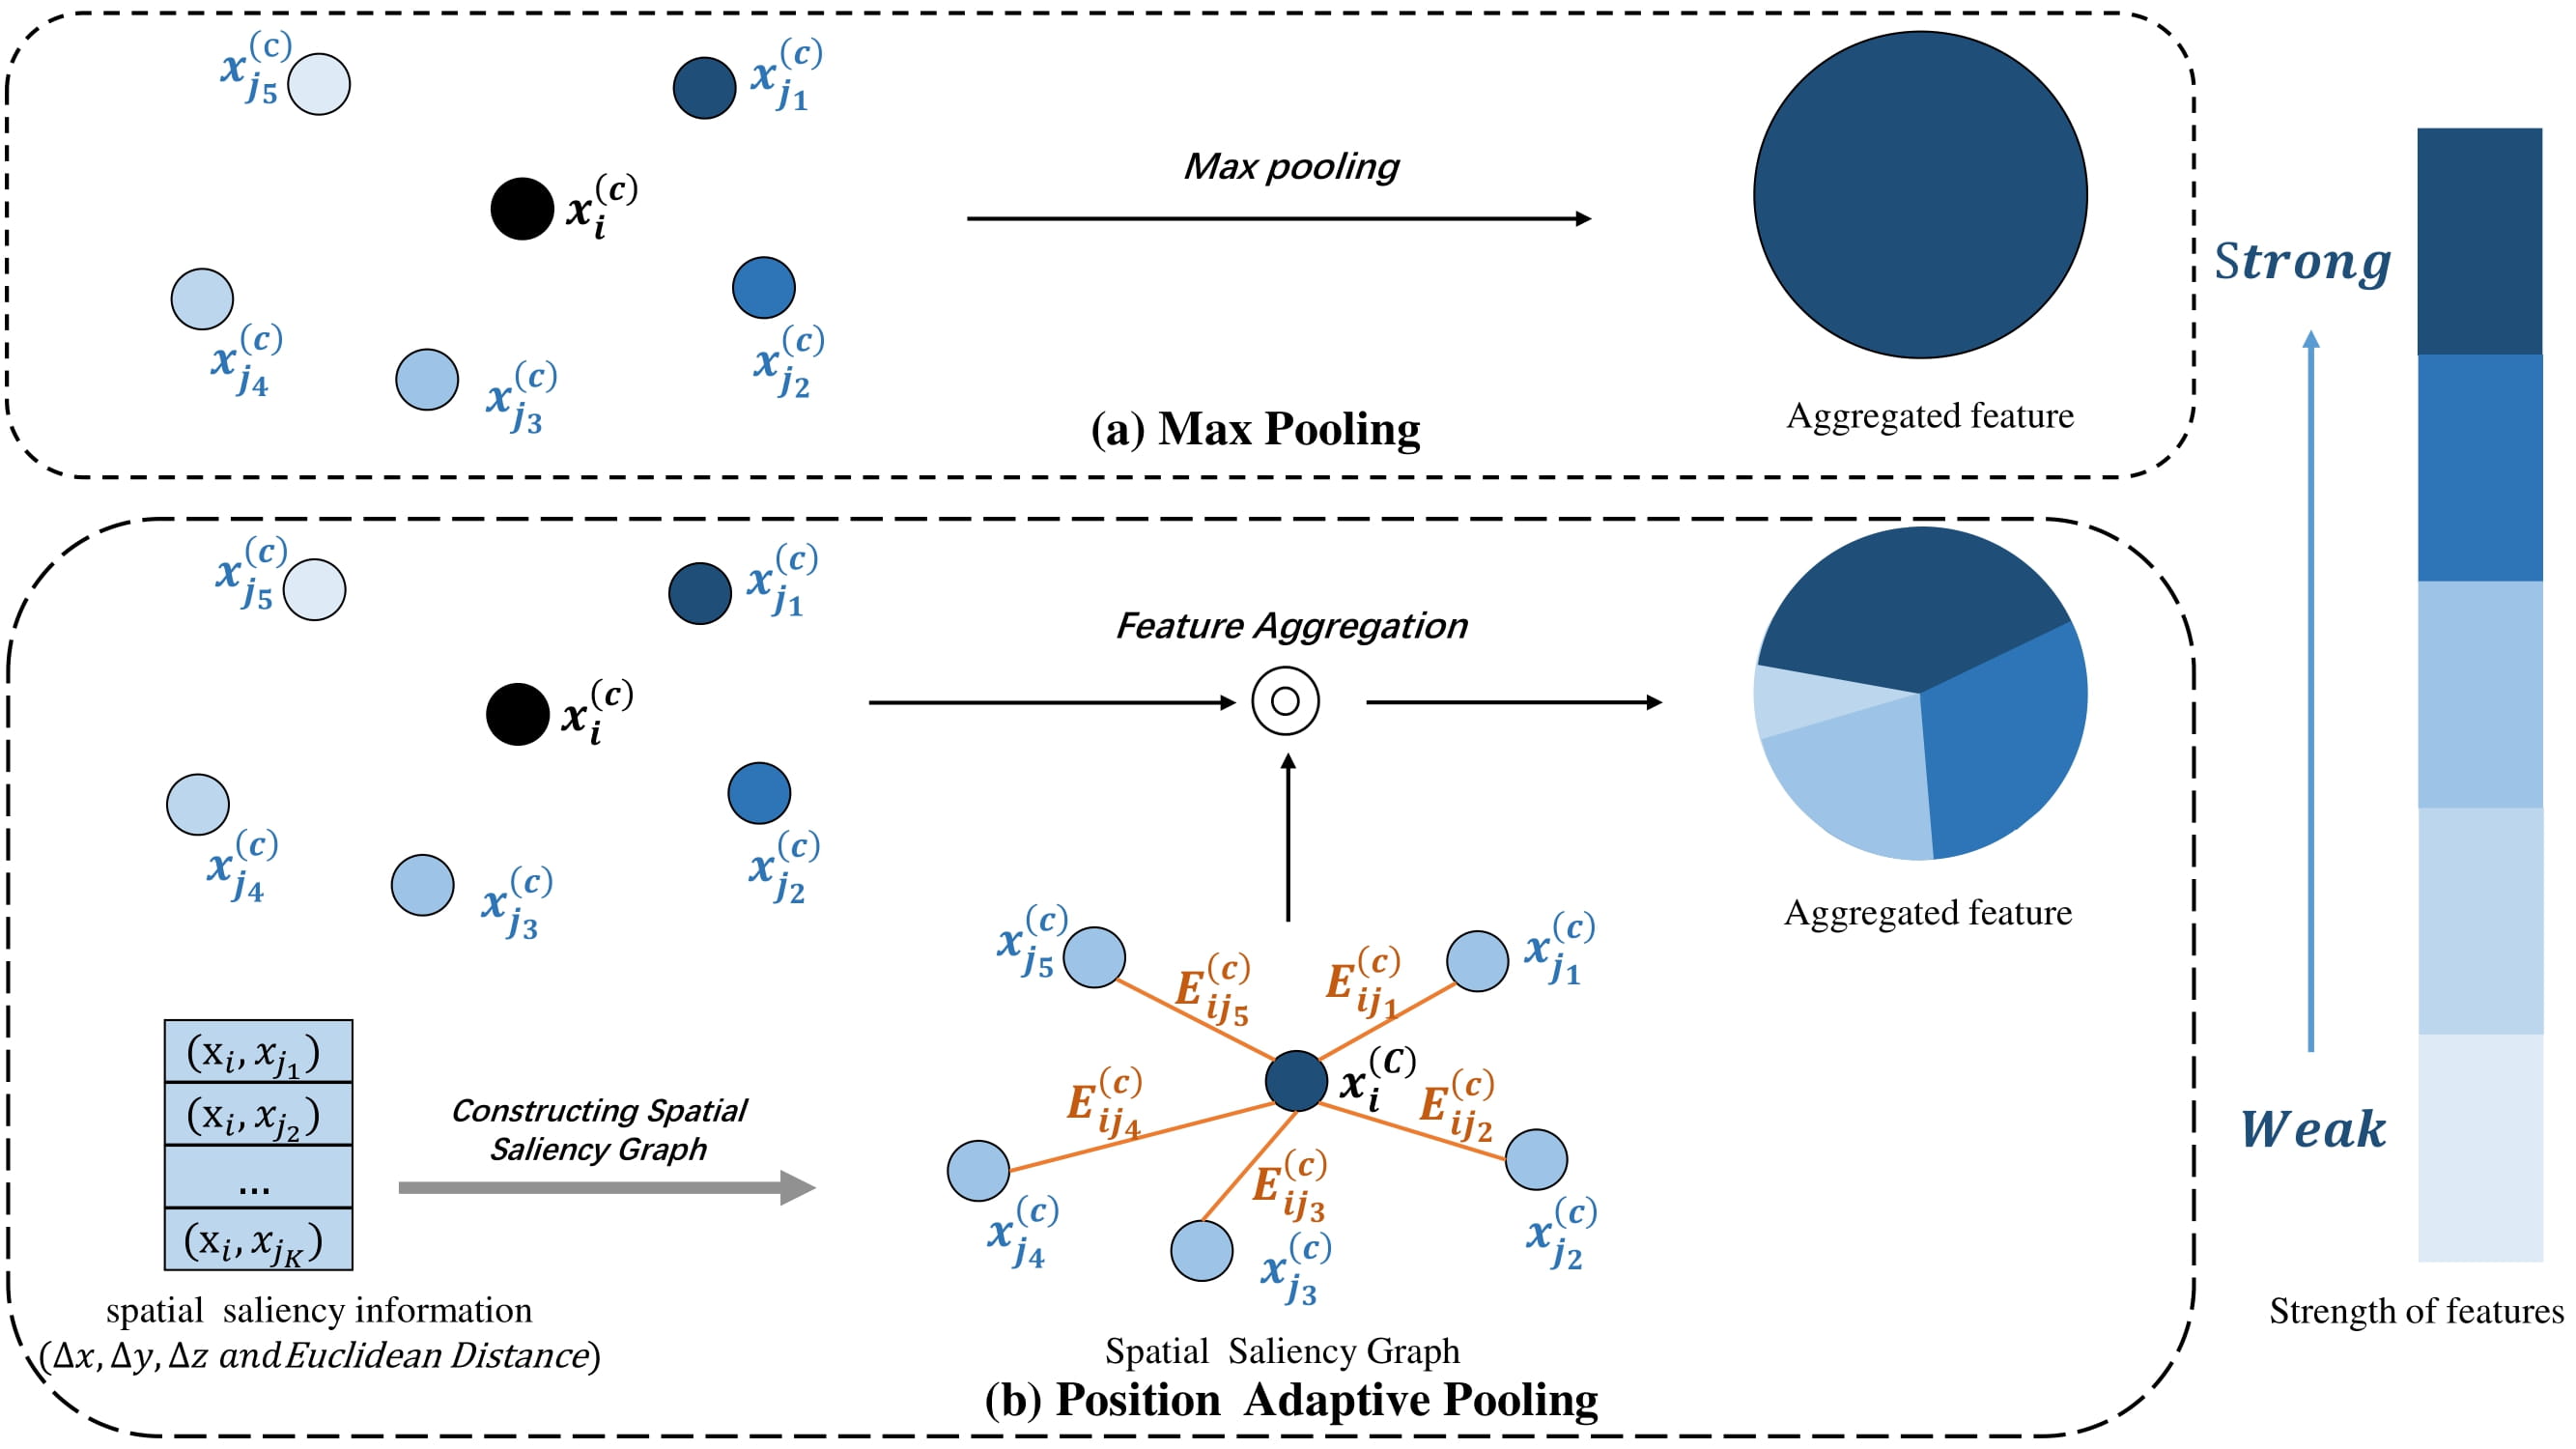 x_{j_5}^{(c)}
x_{j_1}^{(c)}
x_i^{(c)}
x_{j_4}^{(c)}
x_{j_3}^{(c)}
x_{j_2}^{(c)}
Max pooling
Aggregated feature
(a) Max Pooling
x_{j_5}^{(c)}
x_{j_1}^{(c)}
x_i^{(c)}
x_{j_4}^{(c)}
x_{j_3}^{(c)}
x_{j_2}^{(c)}
Feature Aggregation
Aggregated feature
(x_i, x_{j_1})
(x_i, x_{j_2})
...
(x_i, x_{j_K})
spatial saliency information
(Δx, Δy, Δz and Euclidean Distance)
Constructing Spatial
Saliency Graph
x_{j_5}^{(c)}
E_{ij_5}^{(c)}
E_{ij_1}^{(c)}
x_{j_1}^{(c)}
x_i^{(C)}
E_{ij_4}^{(c)}
E_{ij_2}^{(c)}
E_{ij_3}^{(c)}
x_{j_4}^{(c)}
x_{j_3}^{(c)}
x_{j_2}^{(c)}
Spatial Saliency Graph
(b) Position Adaptive Pooling
Strong
Weak
Strength of features